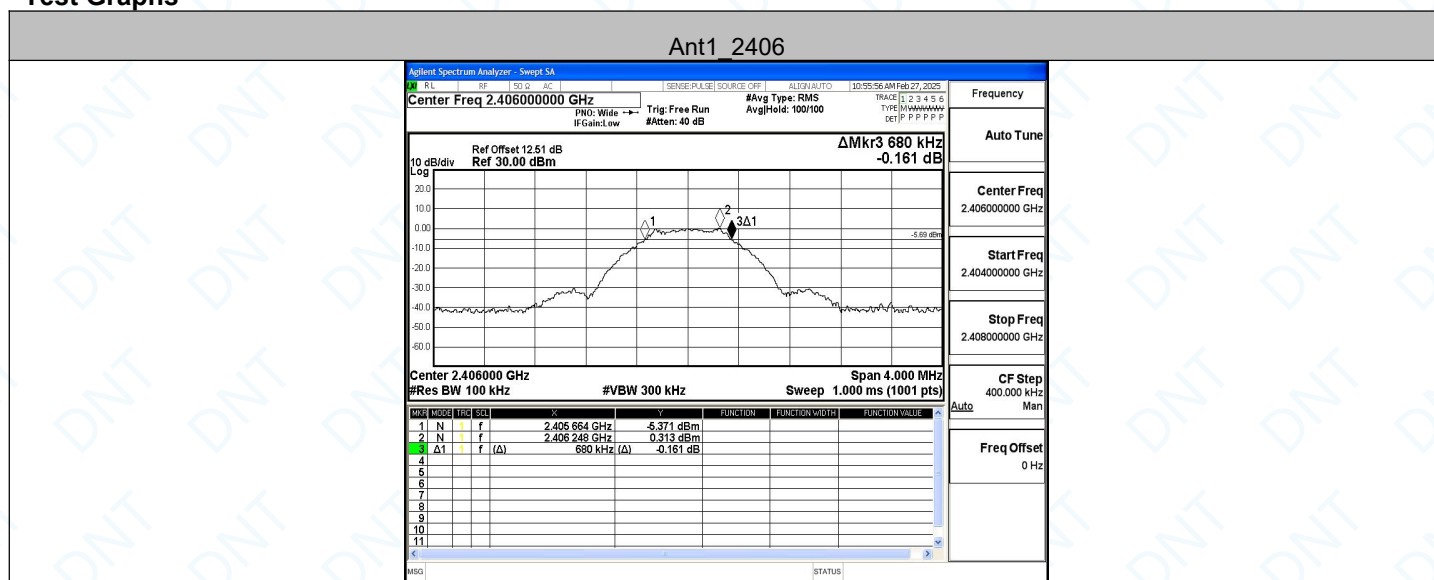 Test Graphs
Ant1_2406
Agilent Spectrum Analyzer - Swept SA
RL RF 50 Ω AC SENSE:PULSE SOURCE OFF ALIGNAUTO 10:55:56 AM Feb 27, 2025
Center Freq 2.406000000 GHz
PNO: Wide
IFGain:Low
Trig: Free Run
#Atten: 40 dB
#Avg Type: RMS
Avg|Hold: 100/100
TRACE 1 2 3 4 5 6
TYPE MWWWWW
DET P P P P P P
ΔMkr3 680 kHz
-0.161 dB
Ref Offset 12.51 dB
10 dB/div Ref 30.00 dBm
Log
20.0
10.0
0.00
-10.0
-20.0
-30.0
-40.0
-50.0
-60.0
1
2
3Δ1
-5.69 dBm
Center 2.406000 GHz Span 4.000 MHz
#Res BW 100 kHz #VBW 300 kHz Sweep 1.000 ms (1001 pts)
MKR MODE TRC SCL X Y FUNCTION FUNCTION WIDTH FUNCTION VALUE
1 N 1 f 2.405 664 GHz -5.371 dBm
2 N 1 f 2.406 248 GHz 0.313 dBm
3 Δ1 1 f (Δ) 680 kHz (Δ) -0.161 dB
4
5
6
7
8
9
10
11
MSG STATUS
Frequency
Auto Tune
Center Freq
2.406000000 GHz
Start Freq
2.404000000 GHz
Stop Freq
2.408000000 GHz
CF Step
400.000 kHz
Auto Man
Freq Offset
0 Hz
DNT